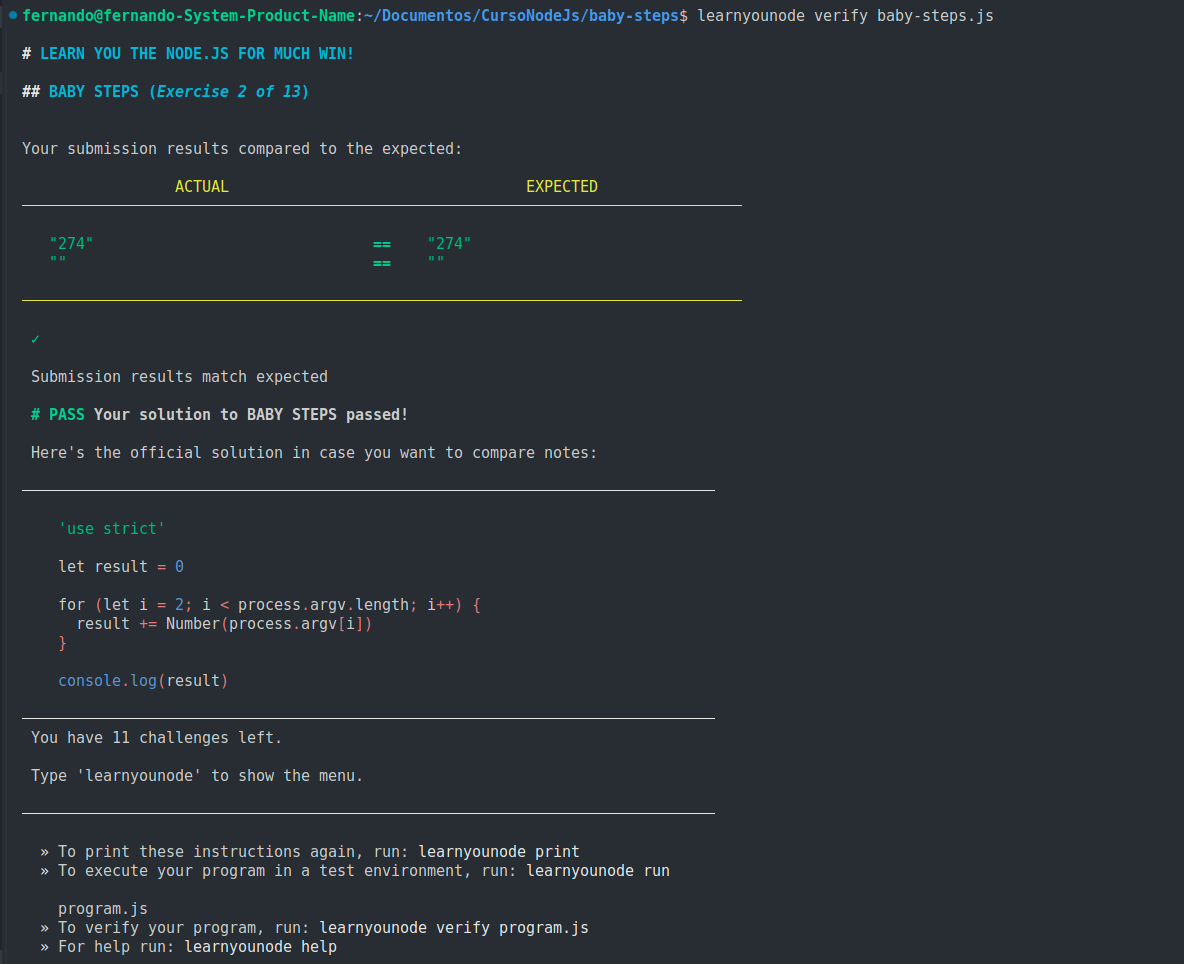 fernando@fernando-System-Product-Name:~/Documentos/CursoNodeJs/baby-steps$ learnyounode verify baby-steps.js
# LEARN YOU THE NODE.JS FOR MUCH WIN!
## BABY STEPS (Exercise 2 of 13)
Your submission results compared to the expected:
ACTUAL EXPECTED
"274" == "274"
"" == ""
✓
Submission results match expected
# PASS Your solution to BABY STEPS passed!
Here's the official solution in case you want to compare notes:
'use strict'
let result = 0
for (let i = 2; i < process.argv.length; i++) {
result += Number(process.argv[i])
}
console.log(result)
You have 11 challenges left.
Type 'learnyounode' to show the menu.
» To print these instructions again, run: learnyounode print
» To execute your program in a test environment, run: learnyounode run
program.js
» To verify your program, run: learnyounode verify program.js
» For help run: learnyounode help